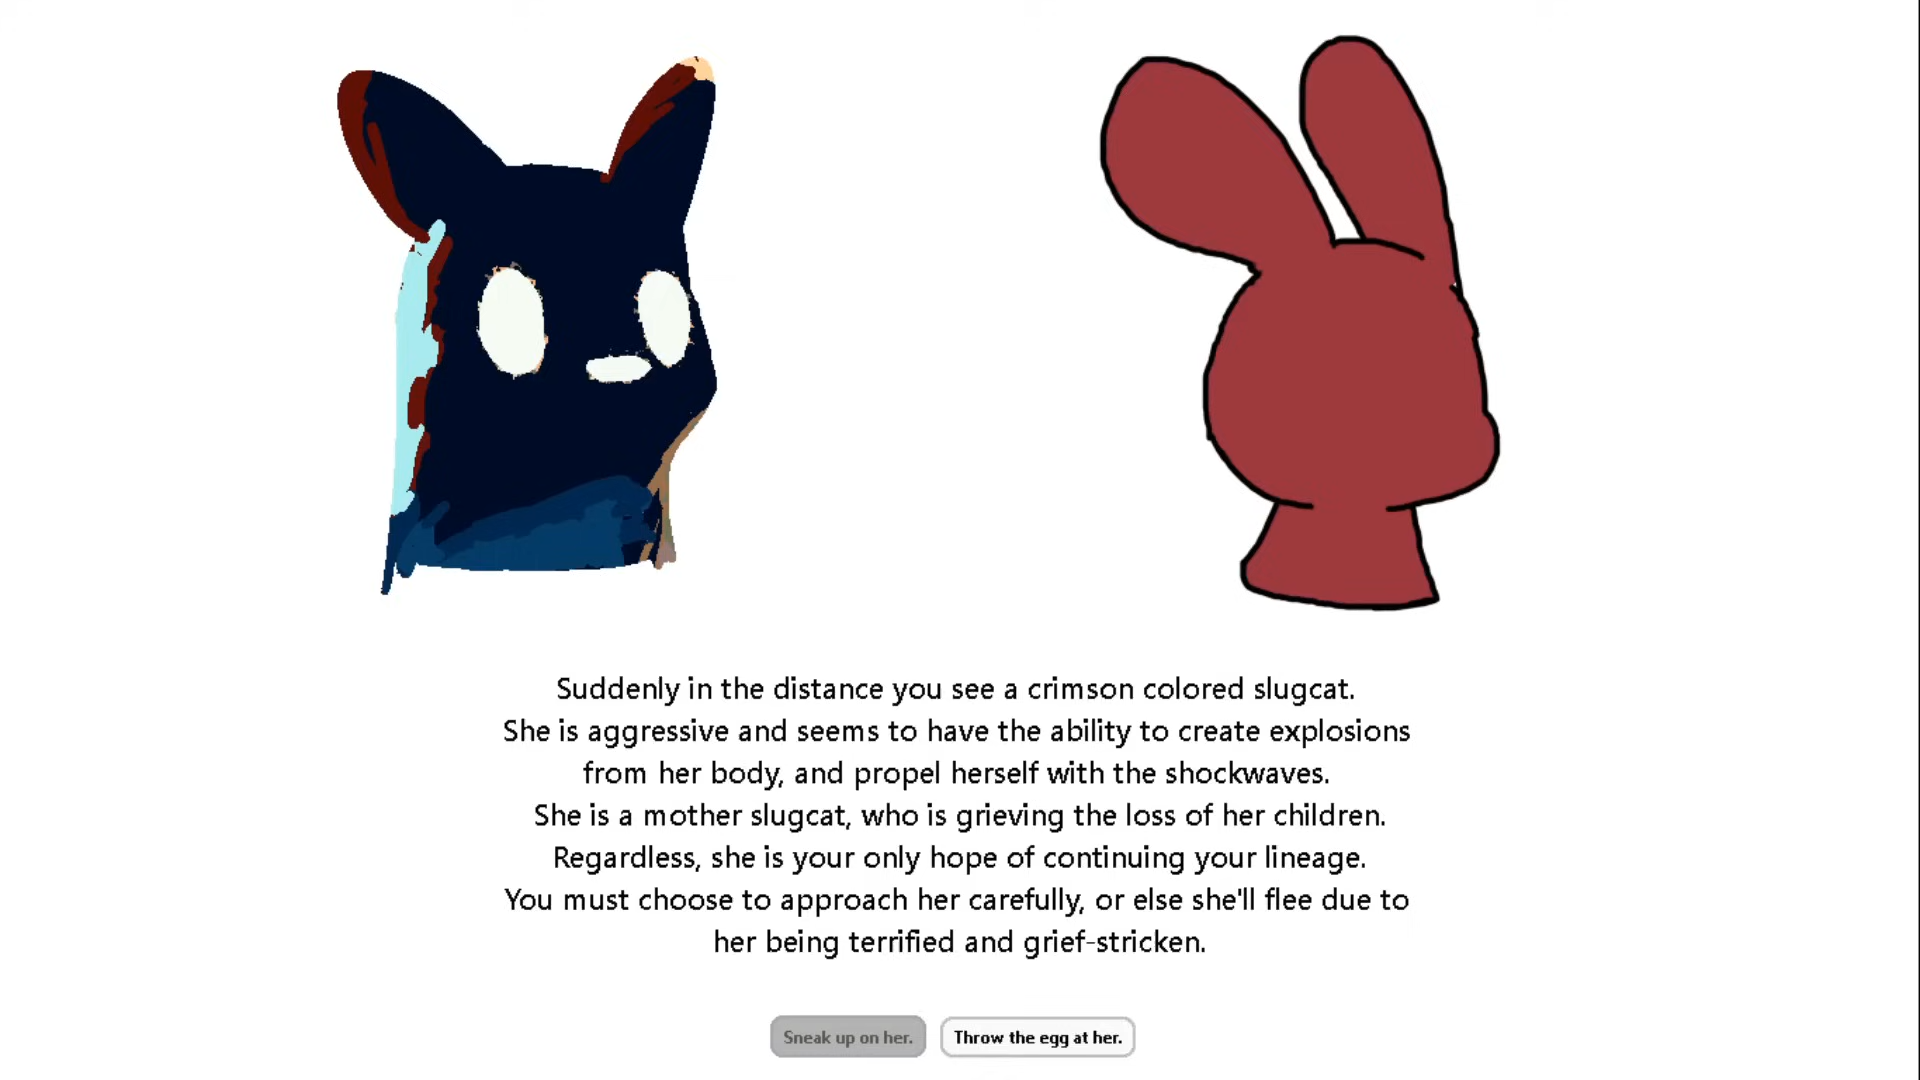 Suddenly in the distance you see a crimson colored slugcat.
She is aggressive and seems to have the ability to create explosions
from her body, and propel herself with the shockwaves.
She is a mother slugcat, who is grieving the loss of her children.
Regardless, she is your only hope of continuing your lineage.
You must choose to approach her carefully, or else she'll flee due to
her being terrified and grief-stricken.
Sneak up on her.
Throw the egg at her.